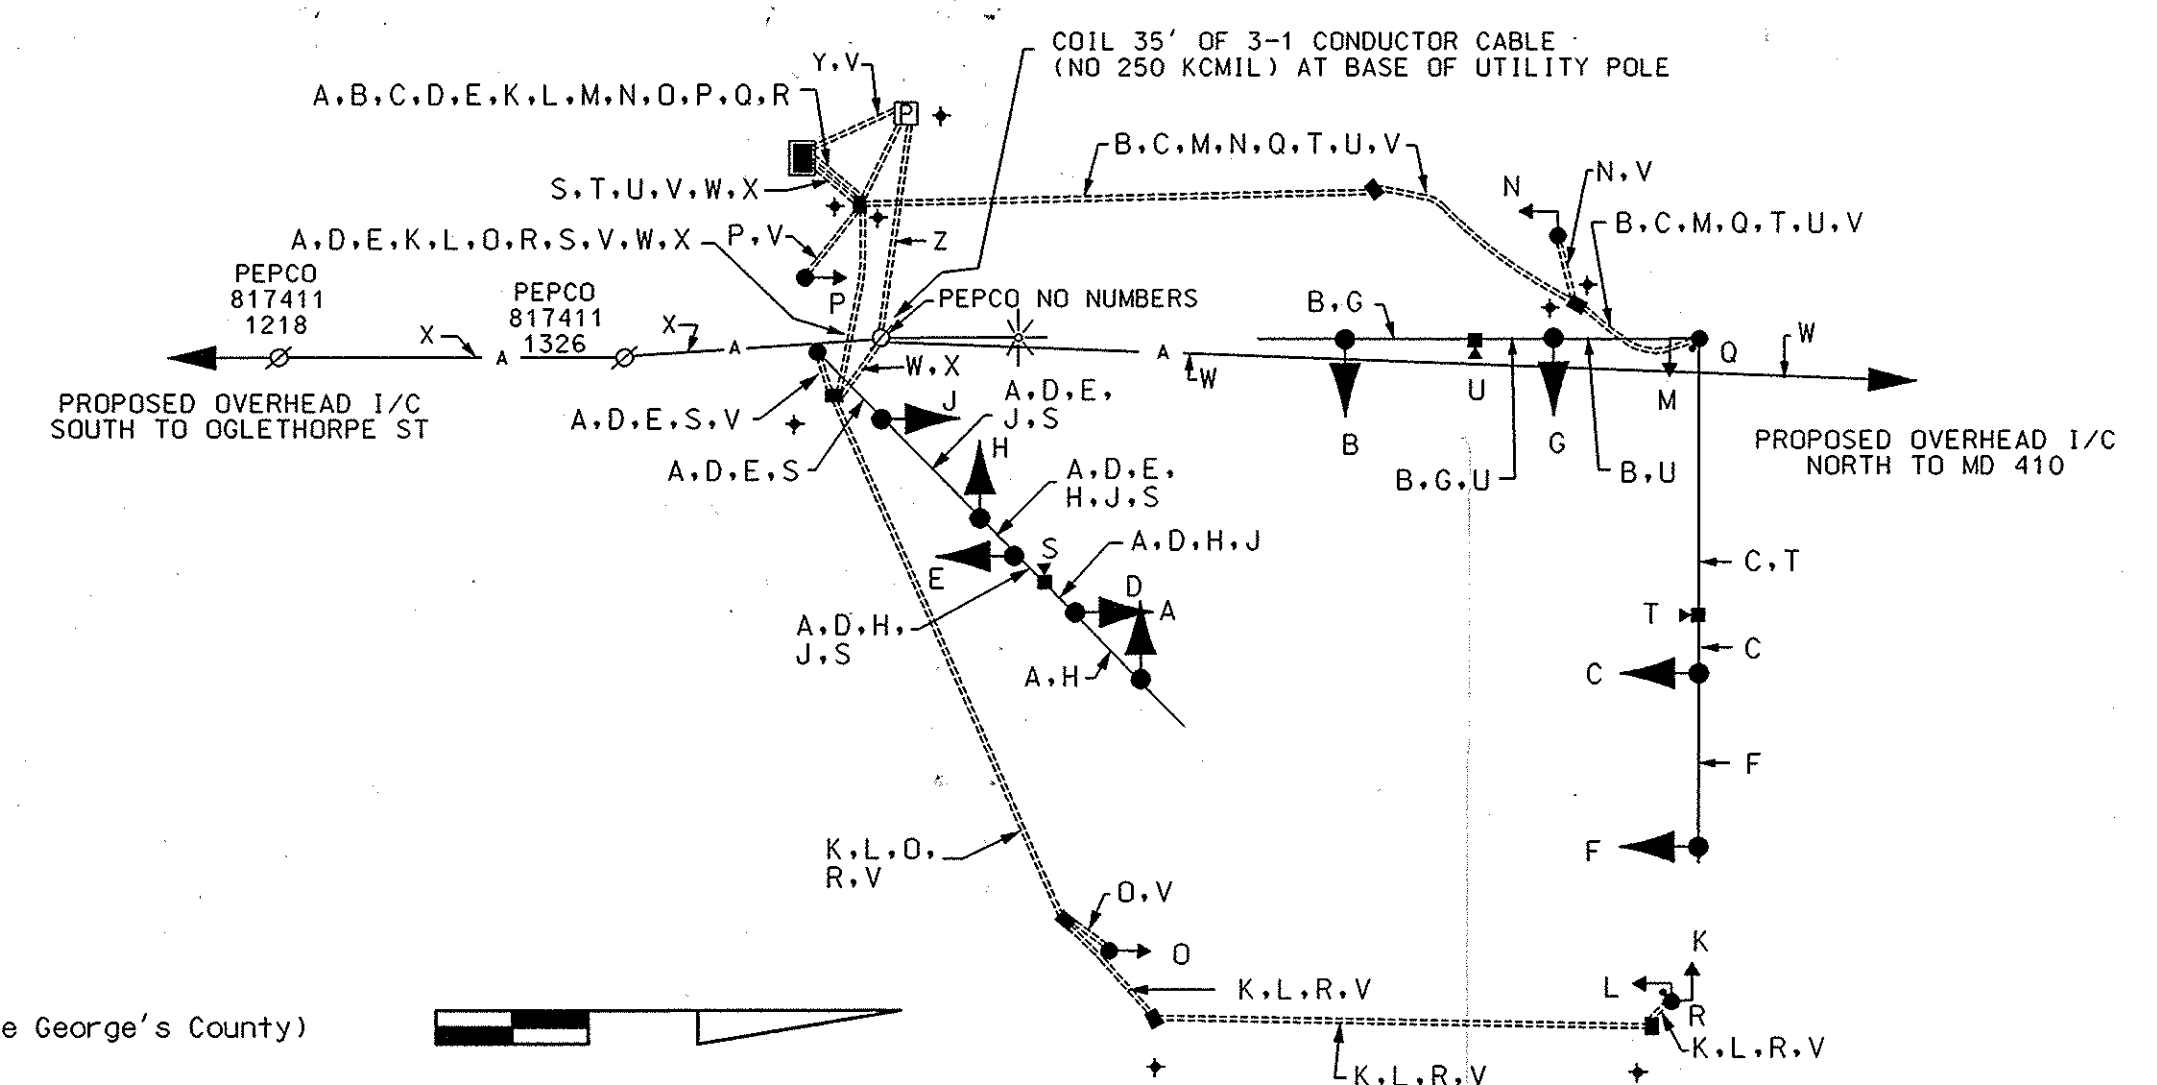 COIL 35' OF 3-1 CONDUCTOR CABLE
(NO 250 KCMIL) AT BASE OF UTILITY POLE
Y,V
A,B,C,D,E,K,L,M,N,O,P,Q,R
P
B,C,M,N,Q,T,U,V
N,V
S,T,U,V,W,X
N
B,C,M,Q,T,U,V
A,D,E,K,L,O,R,S,V,W,X
P,V
Z
PEPCO
817411
1218
PEPCO
817411
1326
P
PEPCO NO NUMBERS
B,G
X
A
X
A
A
W
Q
W
W,X
U
M
PROPOSED OVERHEAD I/C
SOUTH TO OGLETHORPE ST
A,D,E,S,V
J
A,D,E,
J,S
B
G
PROPOSED OVERHEAD I/C
NORTH TO MD 410
H
A,D,E,S
A,D,E,
H,J,S
B,G,U
B,U
S
A,D,H,J
E
D
A
C,T
T
A,D,H,
J,S
A,H
C
C
F
F
K,L,O,
R,V
O,V
O
K
L
K,L,R,V
R
e George's County)
K,L,R,V
K,L,R,V